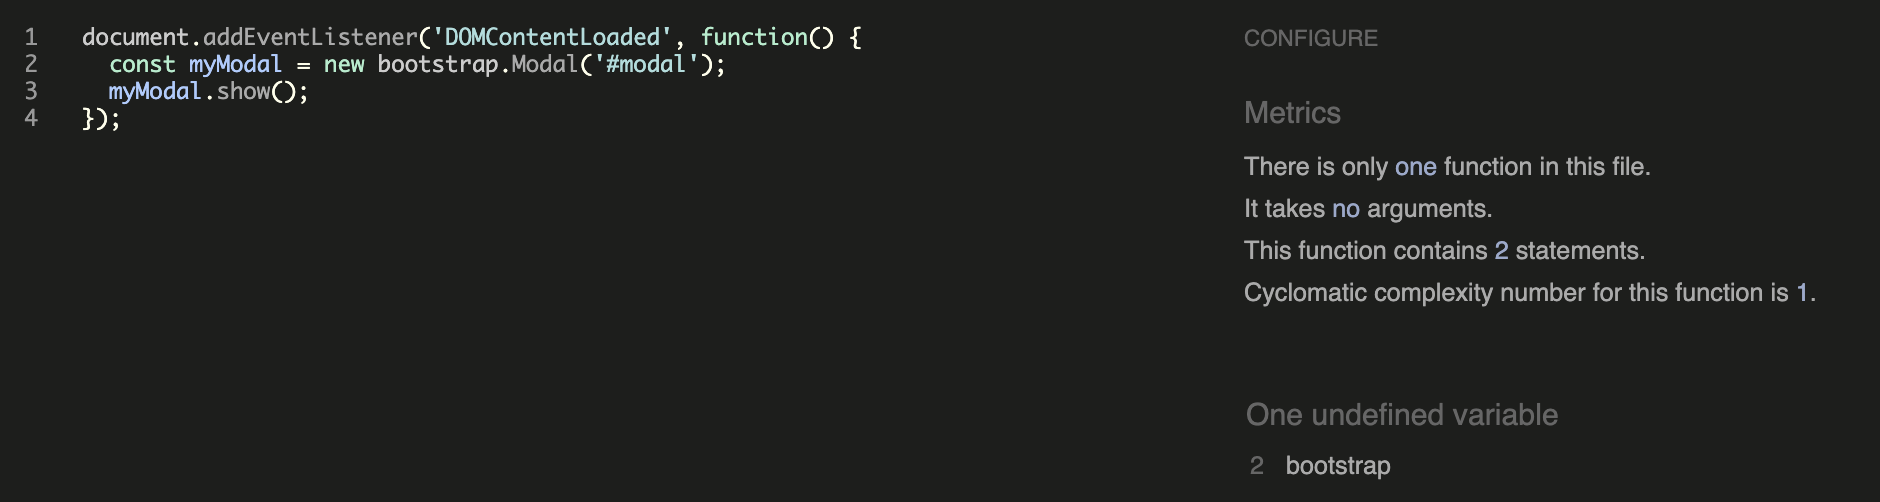 1 document.addEventListener('DOMContentLoaded', function() {
2   const myModal = new bootstrap.Modal('#modal');
3   myModal.show();
4 });
CONFIGURE
Metrics
There is only one function in this file.
It takes no arguments.
This function contains 2 statements.
Cyclomatic complexity number for this function is 1.
One undefined variable
2 bootstrap